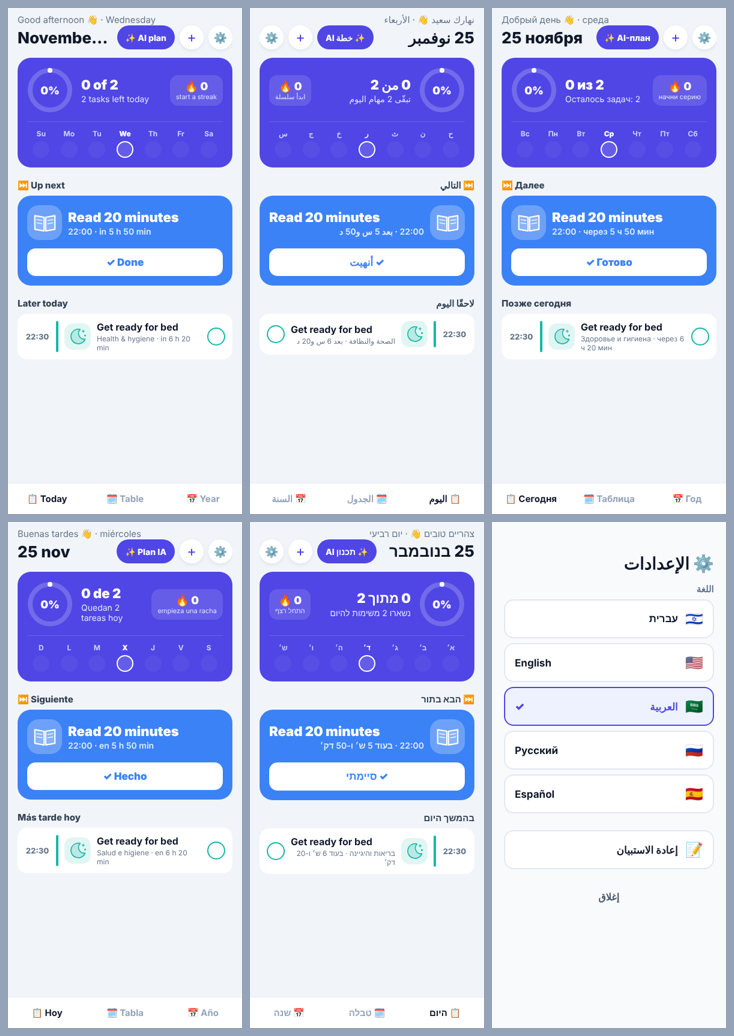 Good afternoon 👋 · Wednesday
Novembe... ✨ AI plan + ⚙️
0% 0 of 2 🔥 0
2 tasks left today start a streak
Su Mo Tu We Th Fr Sa
⏭️ Up next
Read 20 minutes
22:00 · in 5 h 50 min
✓ Done
Later today
22:30 Get ready for bed
Health & hygiene · in 6 h 20
min
📋 Today 🗓️ Table 📅 Year
نهارك سعيد 👋 · الأربعاء
25 نوفمبر ✨ خطة AI + ⚙️
0% 0 من 2 🔥 0
تبقّى 2 مهام اليوم ابدأ سلسلة
ح ن ث ر خ ج س
⏭️ التالي
Read 20 minutes
22:00 · بعد 5 س و50 د
✓ أنهيت
لاحقًا اليوم
22:30 Get ready for bed
الصحة والنظافة · بعد 6 س و20 د
📋 اليوم 🗓️ الجدول 📅 السنة
Добрый день 👋 · среда
25 ноября ✨ AI-план + ⚙️
0% 0 из 2 🔥 0
Осталось задач: 2 начни серию
Вс Пн Вт Ср Чт Пт Сб
⏭️ Далее
Read 20 minutes
22:00 · через 5 ч 50 мин
✓ Готово
Позже сегодня
22:30 Get ready for bed
Здоровье и гигиена · через 6
ч 20 мин
📋 Сегодня 🗓️ Таблица 📅 Год
Buenas tardes 👋 · miércoles
25 nov ✨ Plan IA + ⚙️
0% 0 de 2 🔥 0
Quedan 2
tareas hoy
empieza una racha
D L M X J V S
⏭️ Siguiente
Read 20 minutes
22:00 · en 5 h 50 min
✓ Hecho
Más tarde hoy
22:30 Get ready for bed
Salud e higiene · en 6 h 20
min
📋 Hoy 🗓️ Tabla 📅 Año
צהריים טובים 👋 · יום רביעי
25 בנובמבר ✨ תכנון AI + ⚙️
0% 0 מתוך 2 🔥 0
נשארו 2 משימות להיום התחל רצף
א׳ ב׳ ג׳ ד׳ ה׳ ו׳ ש׳
⏭️ הבא בתור
Read 20 minutes
22:00 · בעוד 5 ש׳ ו-50 דק׳
✓ סיימתי
בהמשך היום
22:30 Get ready for bed
בריאות והיגיינה · בעוד 6 ש׳ ו-20
דק׳
📋 היום 🗓️ טבלה 📅 שנה
⚙️ الإعدادات
اللغة
🇮🇱 עברית
🇺🇸 English
🇸🇦 العربية ✓
🇷🇺 Русский
🇪🇸 Español
📝 إعادة الاستبيان
إغلاق